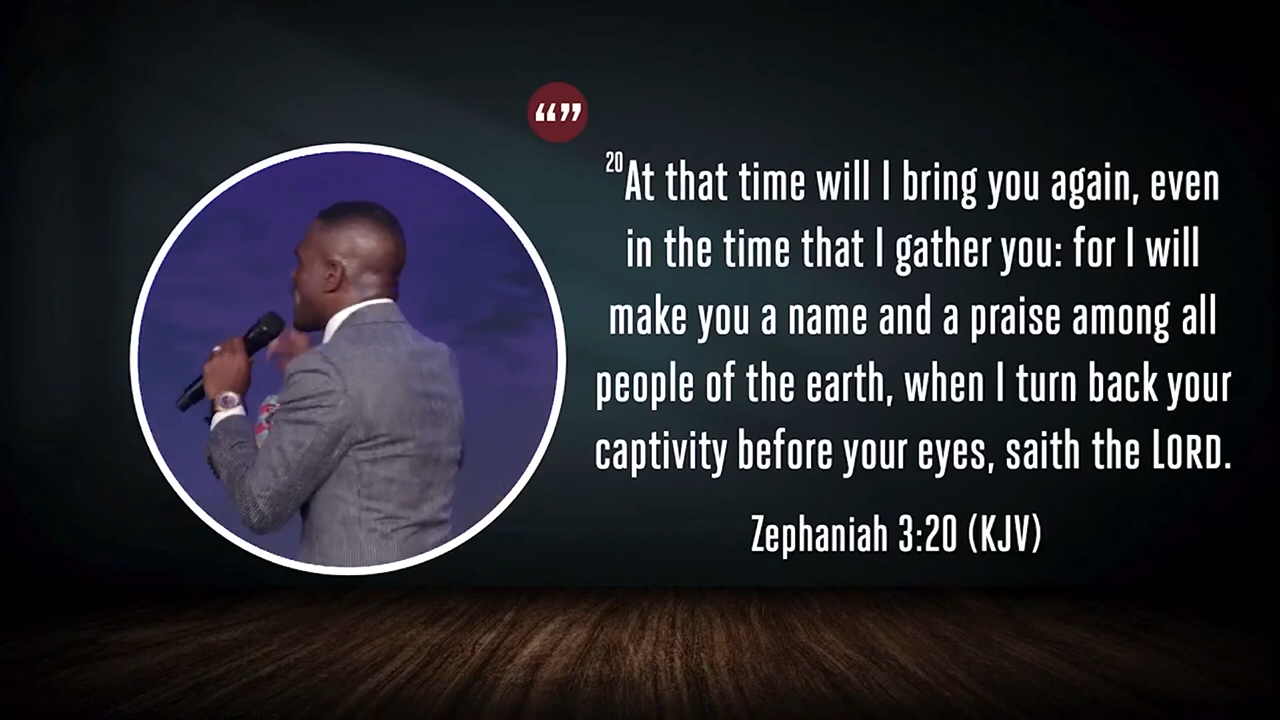 “”
20At that time will I bring you again, even
in the time that I gather you: for I will
make you a name and a praise among all
people of the earth, when I turn back your
captivity before your eyes, saith the LORD.
Zephaniah 3:20 (KJV)